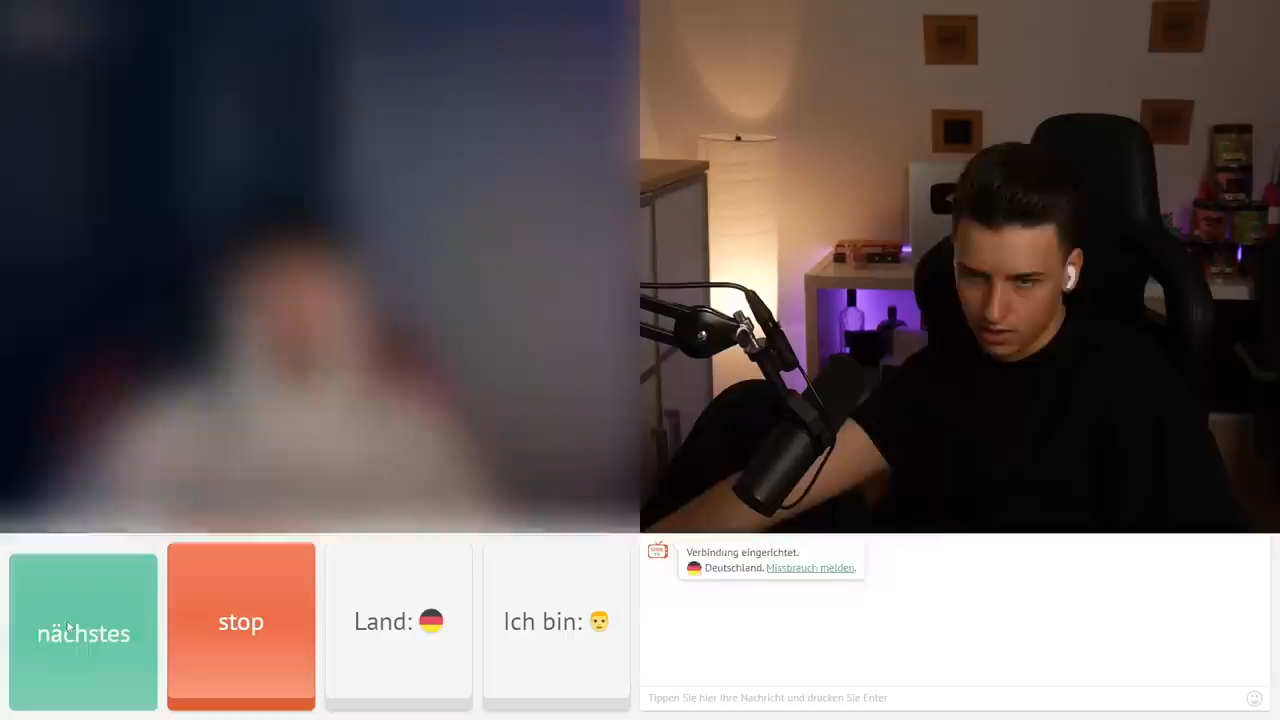 nächstes
stop
Land:
Ich bin:
Verbindung eingerichtet.
Deutschland. Missbrauch melden.
Tippen Sie hier Ihre Nachricht und drucken Sie Enter